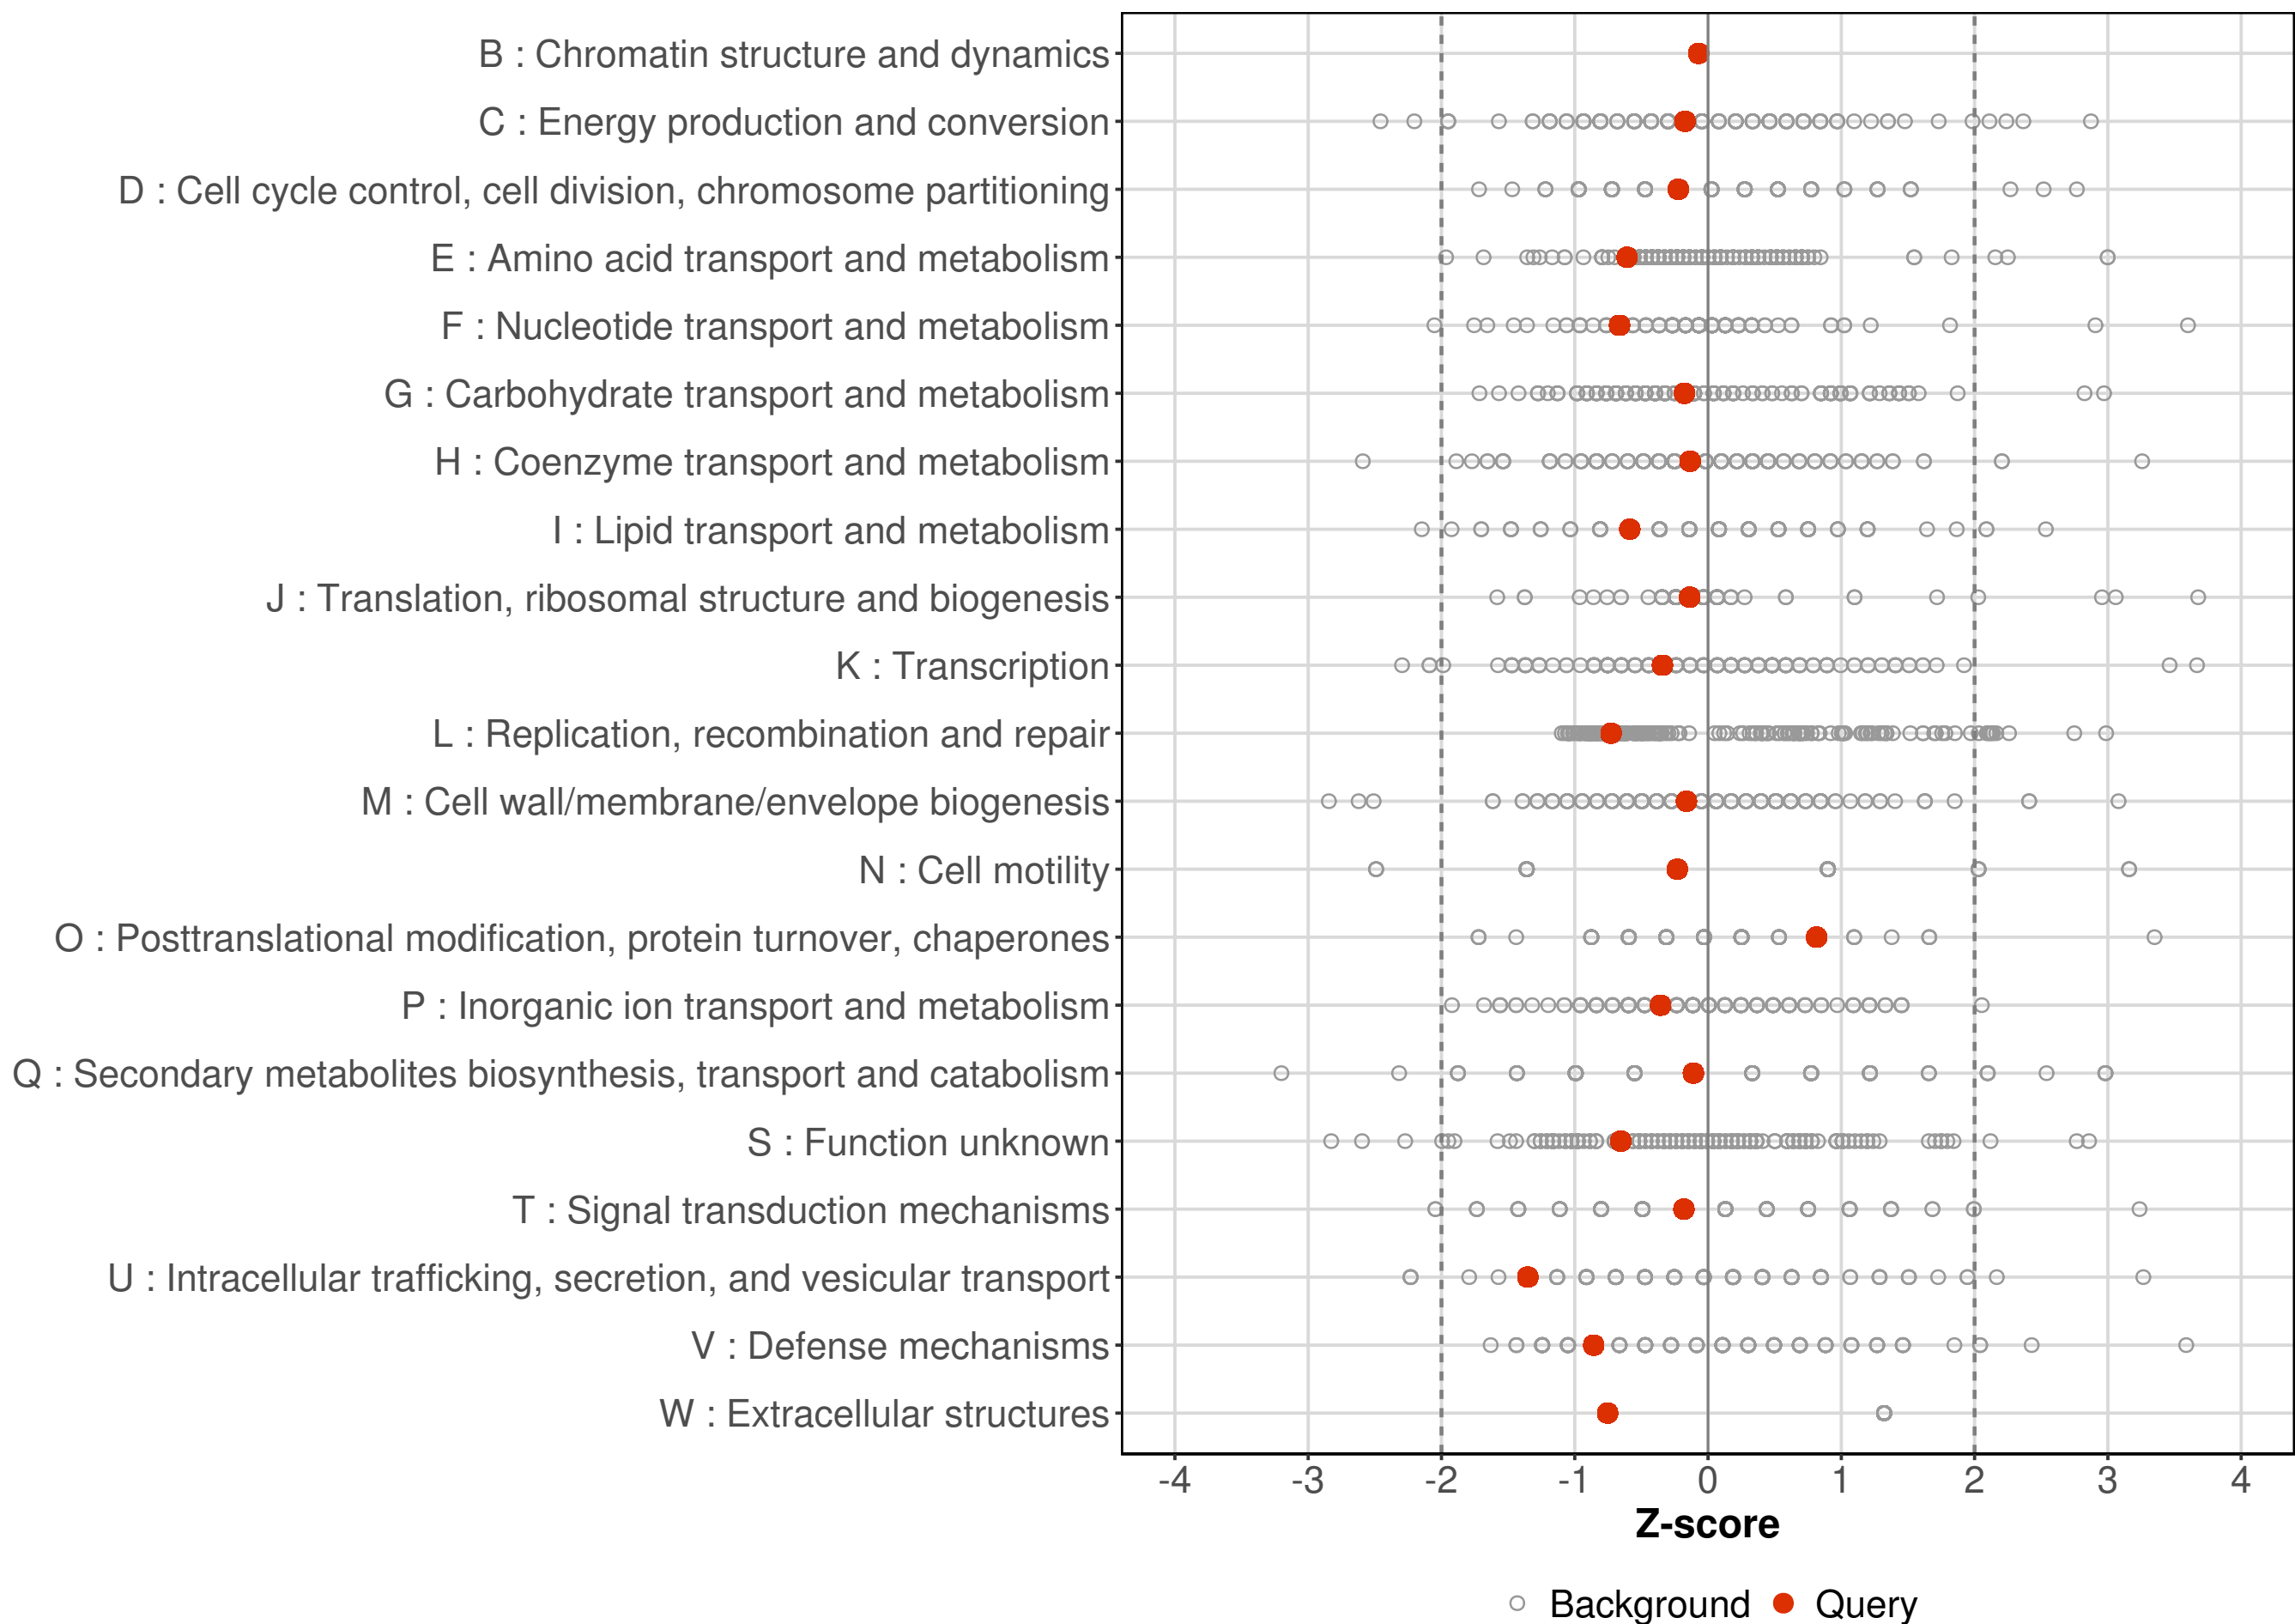 B : Chromatin structure and dynamics
C : Energy production and conversion
D : Cell cycle control, cell division, chromosome partitioning
E : Amino acid transport and metabolism
F : Nucleotide transport and metabolism
G : Carbohydrate transport and metabolism
H : Coenzyme transport and metabolism
I : Lipid transport and metabolism
J : Translation, ribosomal structure and biogenesis
K : Transcription
L : Replication, recombination and repair
M : Cell wall/membrane/envelope biogenesis
N : Cell motility
O : Posttranslational modification, protein turnover, chaperones
P : Inorganic ion transport and metabolism
Q : Secondary metabolites biosynthesis, transport and catabolism
S : Function unknown
T : Signal transduction mechanisms
U : Intracellular trafficking, secretion, and vesicular transport
V : Defense mechanisms
W : Extracellular structures
-4 -3 -2 -1 0 1 2 3 4
Z-score
Background Query